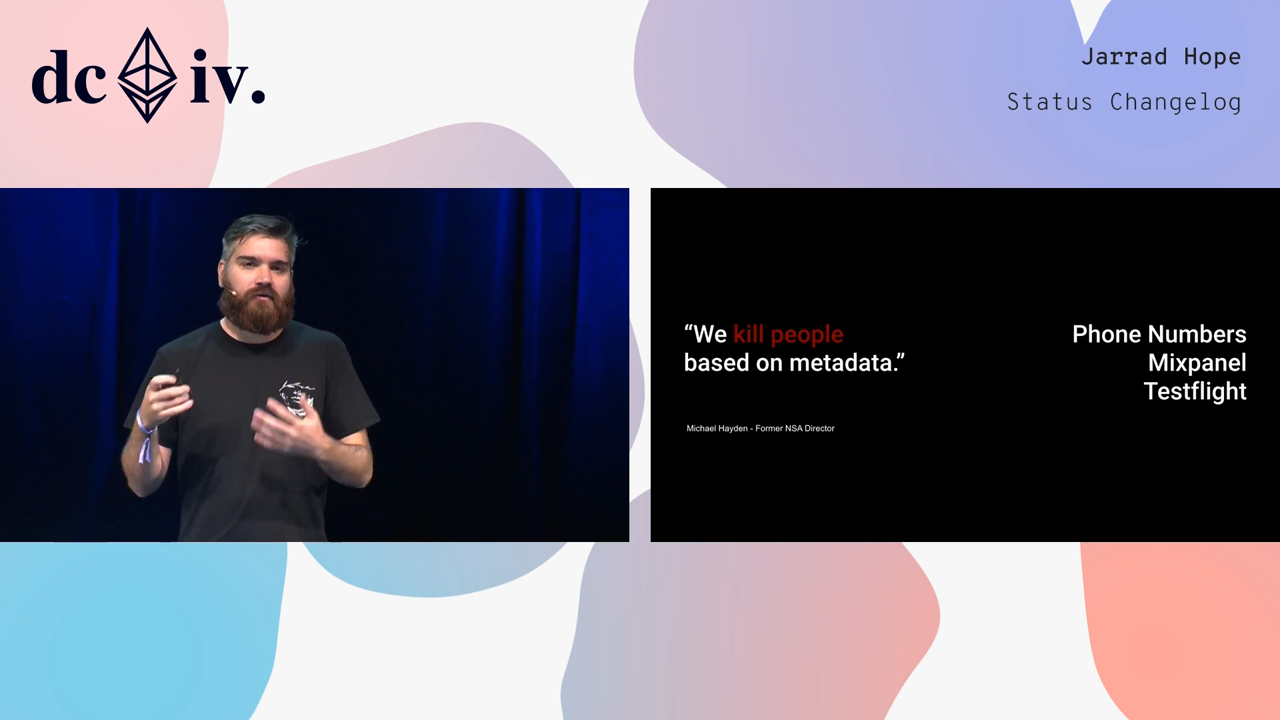 dc iv.
Jarrad Hope
Status Changelog
“We kill people
based on metadata.”
Michael Hayden - Former NSA Director
Phone Numbers
Mixpanel
Testflight